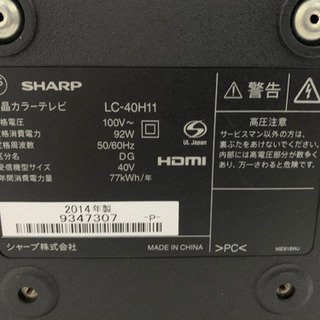 SHARP
晶カラーテレビ LC-40H11
格電圧 100V~
格消費電力 92W
格周波数 50/60Hz
区分名 DG
受信機型サイズ 40V
年間消費電力量 77kWh/年
UL Japan
HDMI
2014年製
9347307 -P-
シャープ株式会社
MADE IN CHINA
警告
高圧注意
サービスマン以外の方は、
裏ぶたをあけないでください。
内部には高電圧部分が数多く
あり、万一さわると危険です。
>PC<